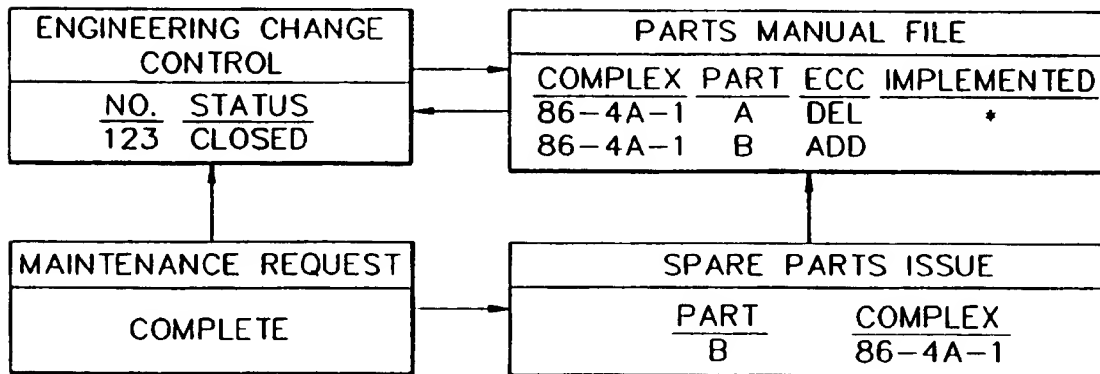 ENGINEERING CHANGE
CONTROL
NO. STATUS
123 CLOSED
PARTS MANUAL FILE
COMPLEX PART ECC IMPLEMENTED
86-4A-1 A DEL *
86-4A-1 B ADD
MAINTENANCE REQUEST
COMPLETE
SPARE PARTS ISSUE
PART COMPLEX
B 86-4A-1